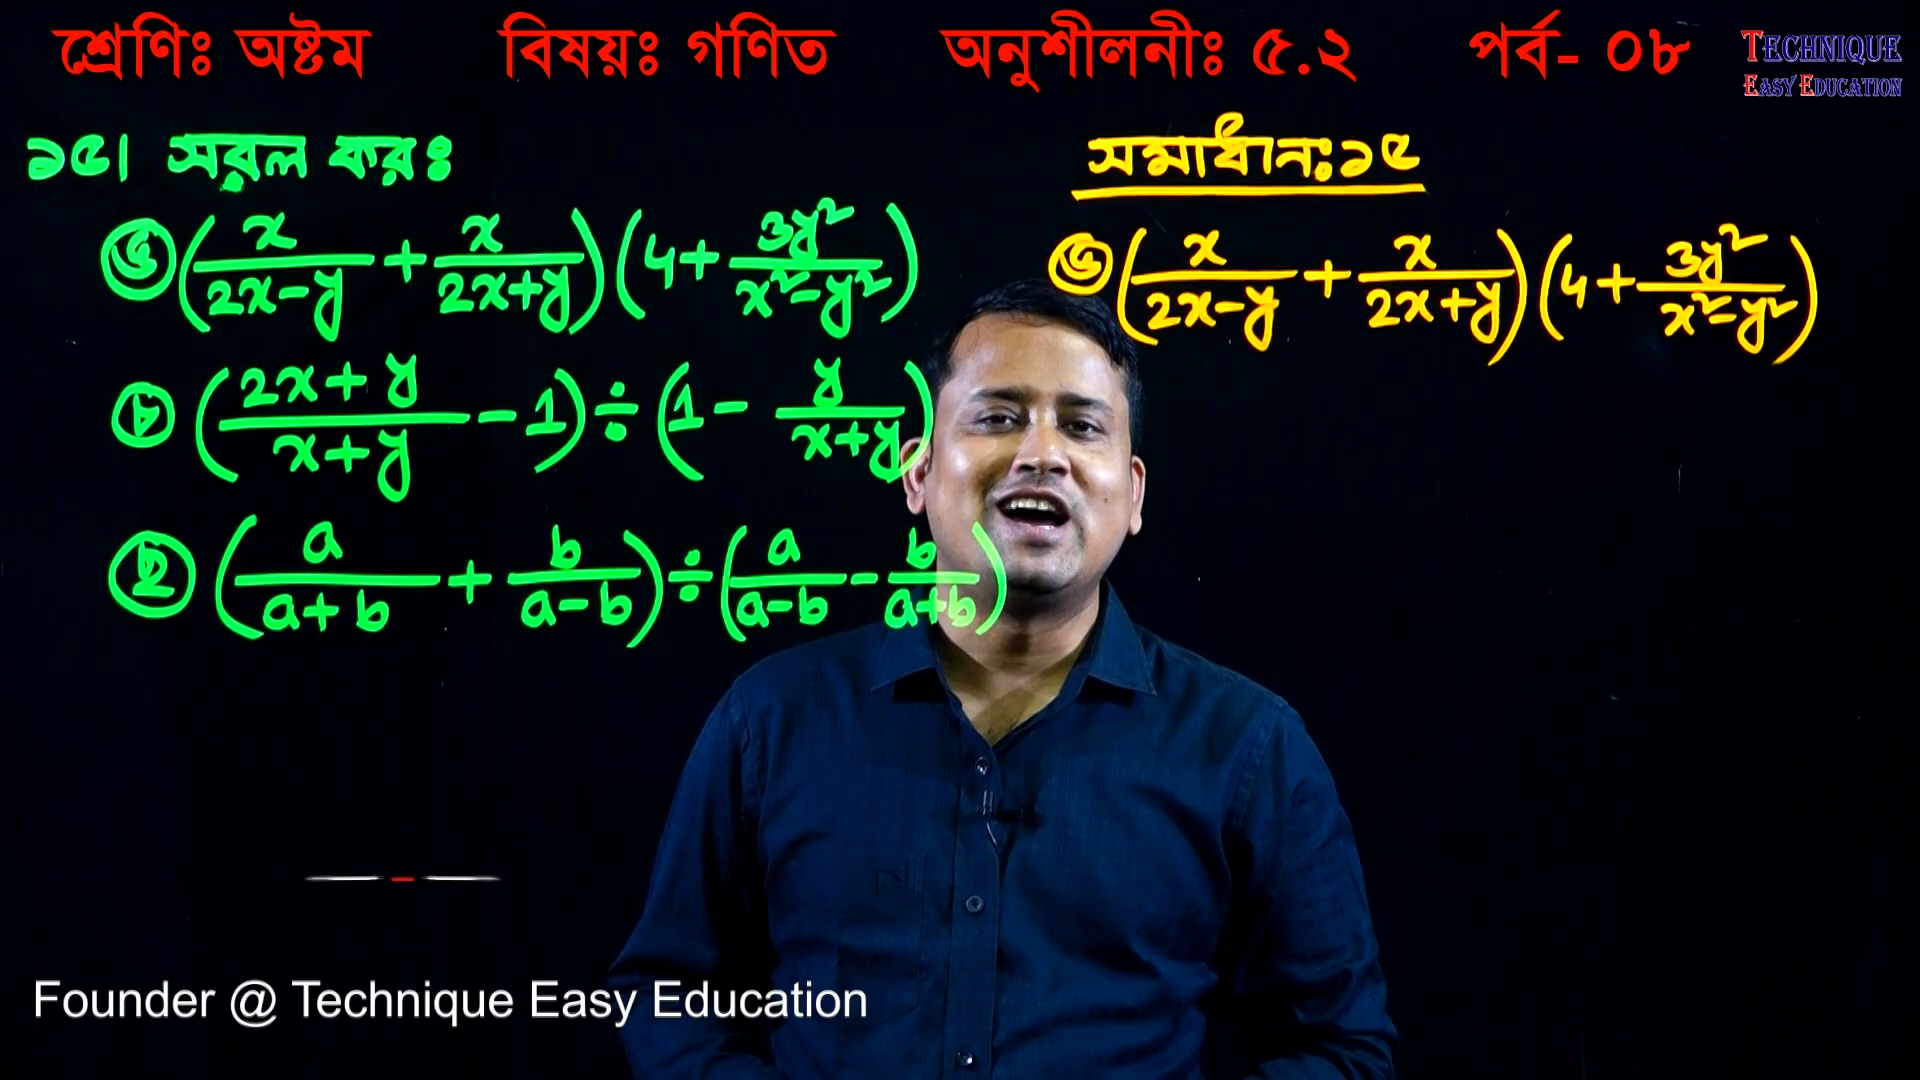 শ্রেণিঃ অষ্টম বিষয়ঃ গণিত অনুশীলনীঃ ৫.২ পর্ব- ০৮
TECHNIQUE
EASY EDUCATION
১৫। সরল করঃ
ঙ (x/(2x-y) + x/(2x+y)) (4 + 3y²/(x²-y²))
চ ((2x+y)/(x+y) - 1) ÷ (1 - y/(x+y))
ছ (a/(a+b) + b/(a-b)) ÷ (a/(a-b) - b/(a+b))
সমাধানঃ১৫
ঙ (x/(2x-y) + x/(2x+y)) (4 + 3y²/(x²-y²))
Founder @ Technique Easy Education